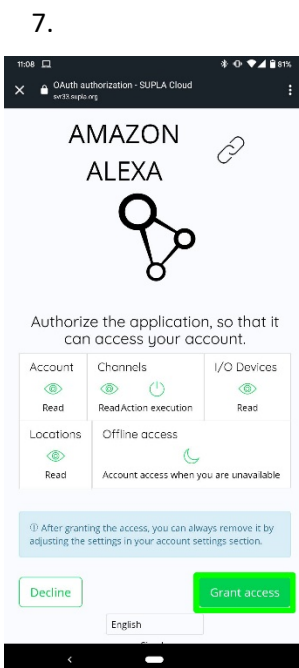 7.
11:08 81%
OAuth authorization - SUPLA Cloud
svr33.supla.org
AMAZON
ALEXA
Authorize the application, so that it
can access your account.
Account Channels I/O Devices
Read Read Action execution Read
Locations Offline access
Read Account access when you are unavailable
After granting the access, you can always remove it by
adjusting the settings in your account settings section.
Decline Grant access
English